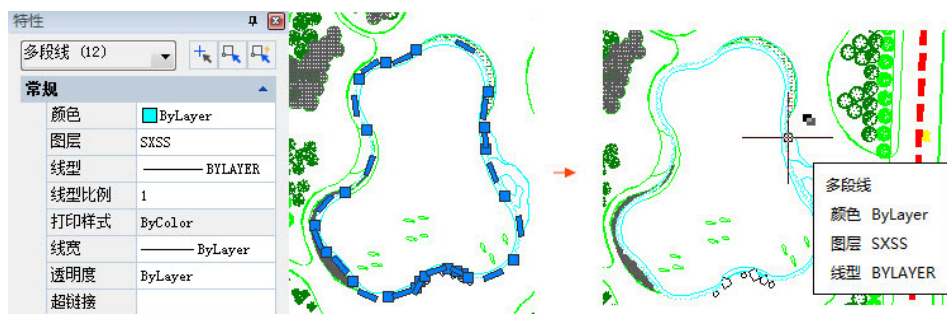 特性
多段线 (12)
常规
颜色 ByLayer
图层 SXSS
线型 BYLAYER
线型比例 1
打印样式 ByColor
线宽 ByLayer
透明度 ByLayer
超链接
多段线
颜色 ByLayer
图层 SXSS
线型 BYLAYER